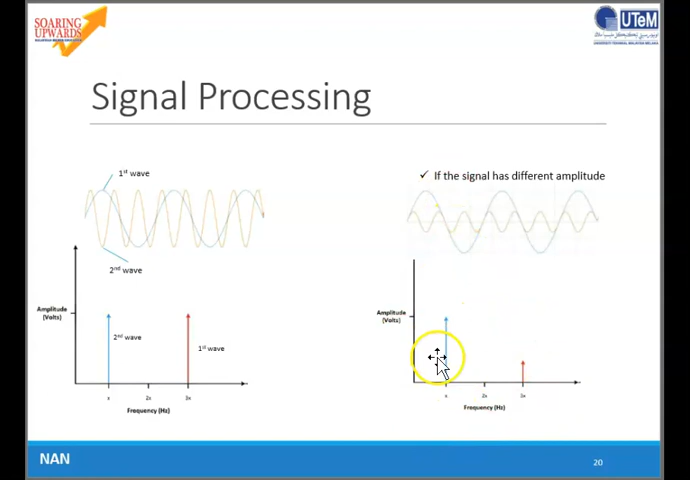 SOARING
UPWARDS
UTeM
Signal Processing
1st wave
2nd wave
Amplitude
(Volts)
2nd wave
1st wave
x
2x
3x
Frequency (Hz)
✓ If the signal has different amplitude
Amplitude
(Volts)
x
2x
3x
Frequency (Hz)
NAN
20